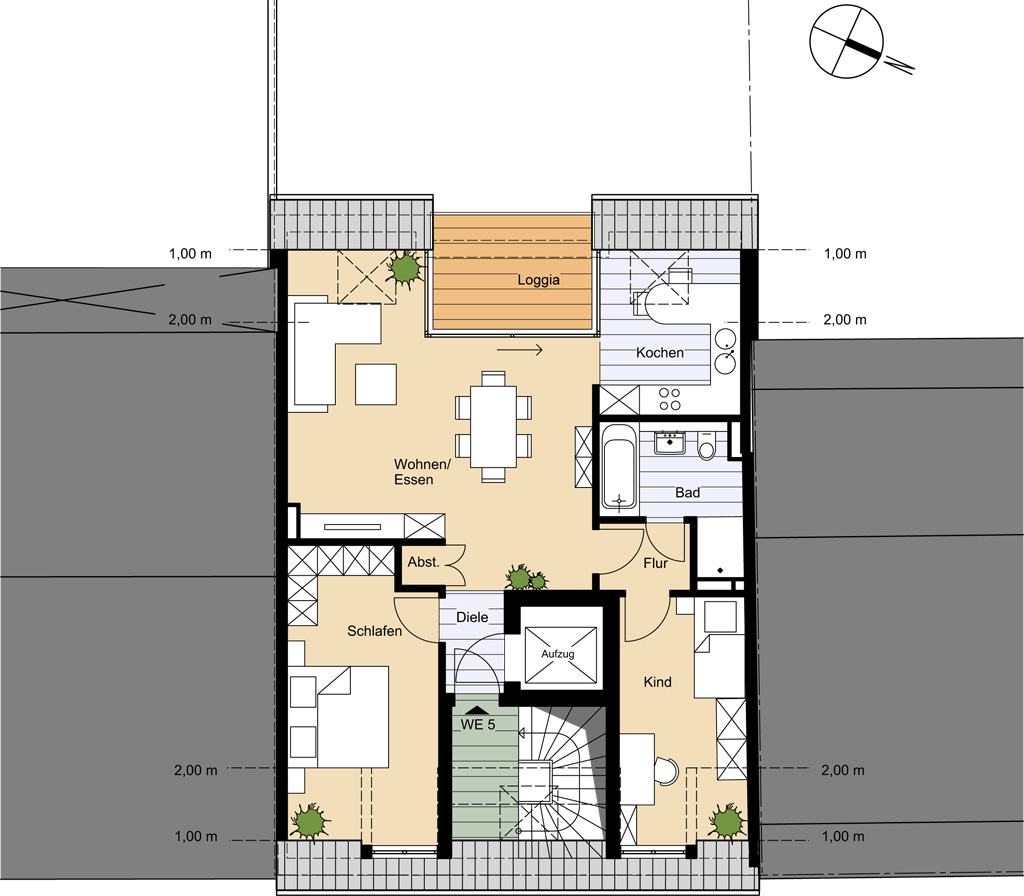 N
1,00 m
1,00 m
Loggia
2,00 m
2,00 m
Kochen
Wohnen/
Essen
Bad
Abst.
Flur
Diele
Schlafen
Aufzug
Kind
WE 5
2,00 m
2,00 m
1,00 m
1,00 m